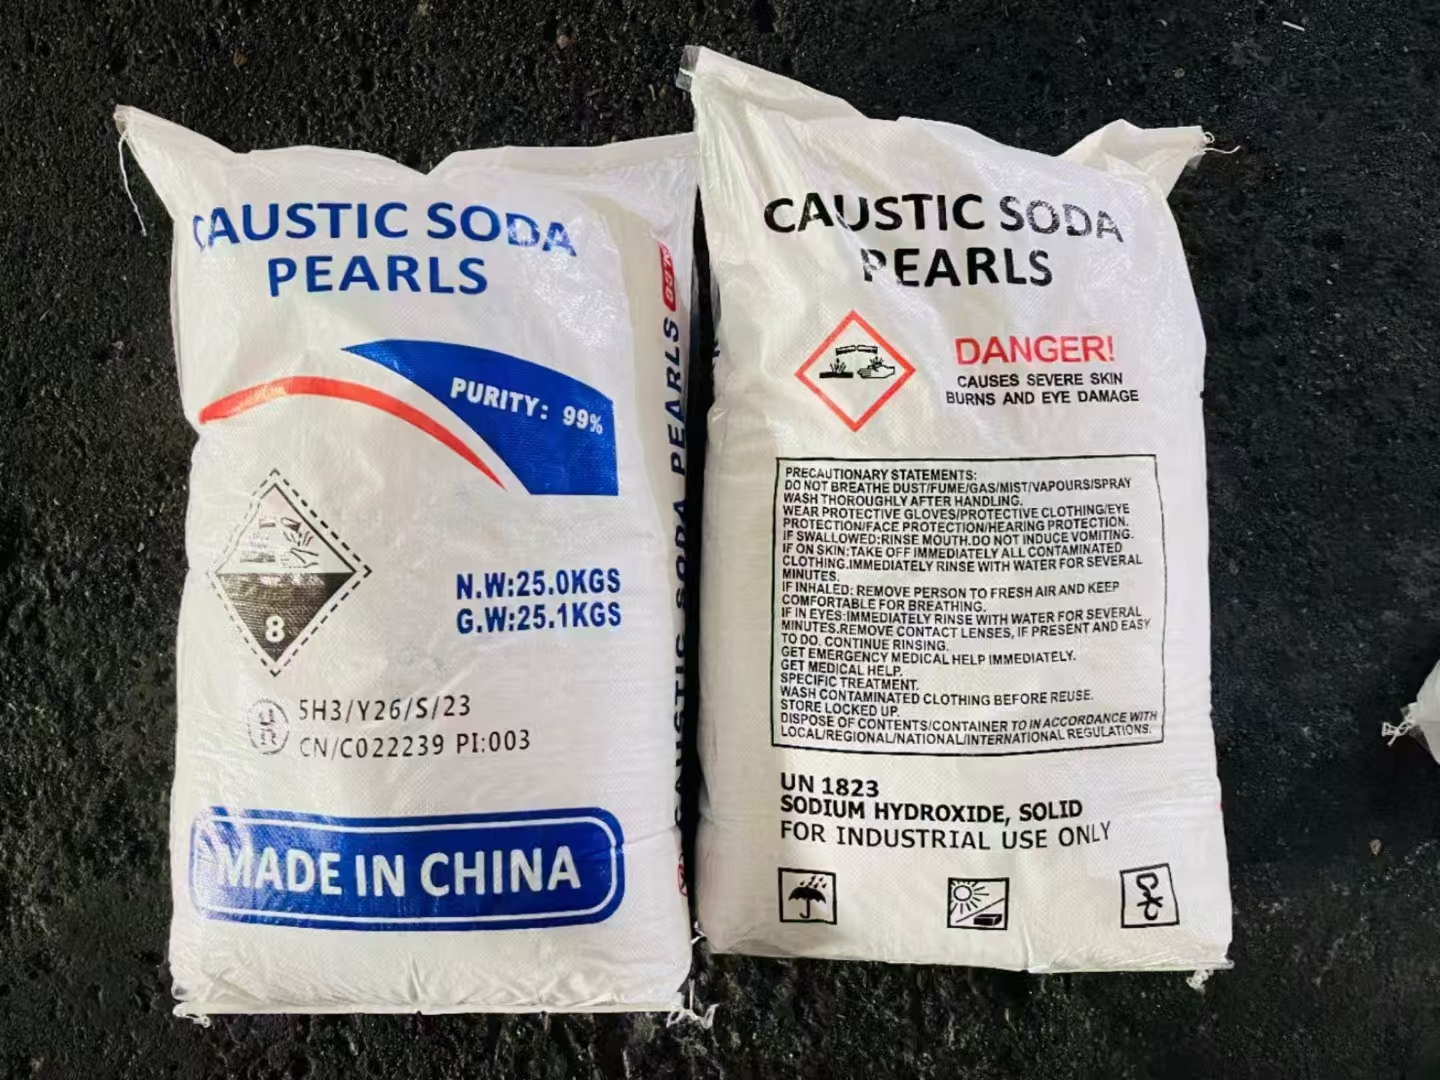 CAUSTIC SODA
PEARLS
PURITY: 99%
8
N.W:25.0KGS
G.W:25.1KGS
5H3/Y26/S/23
CN/C022239 PI:003
MADE IN CHINA
CAUSTIC SODA PEARLS
CAUSTIC SODA
PEARLS
DANGER!
CAUSES SEVERE SKIN
BURNS AND EYE DAMAGE
PRECAUTIONARY STATEMENTS:
DO NOT BREATHE DUST/FUME/GAS/MIST/VAPOURS/SPRAY
WASH THOROUGHLY AFTER HANDLING.
WEAR PROTECTIVE GLOVES/PROTECTIVE CLOTHING/EYE
PROTECTION/FACE PROTECTION/HEARING PROTECTION.
IF SWALLOWED:RINSE MOUTH.DO NOT INDUCE VOMITING.
IF ON SKIN:TAKE OFF IMMEDIATELY ALL CONTAMINATED
CLOTHING.IMMEDIATELY RINSE WITH WATER FOR SEVERAL
MINUTES.
IF INHALED: REMOVE PERSON TO FRESH AIR AND KEEP
COMFORTABLE FOR BREATHING.
IF IN EYES:IMMEDIATELY RINSE WITH WATER FOR SEVERAL
MINUTES.REMOVE CONTACT LENSES, IF PRESENT AND EASY
TO DO. CONTINUE RINSING.
GET EMERGENCY MEDICAL HELP IMMEDIATELY.
GET MEDICAL HELP.
SPECIFIC TREATMENT.
WASH CONTAMINATED CLOTHING BEFORE REUSE.
STORE LOCKED UP.
DISPOSE OF CONTENTS/CONTAINER TO IN ACCORDANCE WITH
LOCAL/REGIONAL/NATIONAL/INTERNATIONAL REGULATIONS.
UN 1823
SODIUM HYDROXIDE, SOLID
FOR INDUSTRIAL USE ONLY